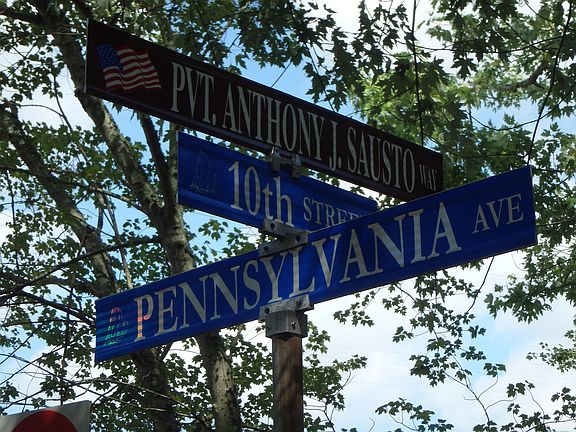 PVT. ANTHONY J. SAUSTO WAY
10th STREET
PENNSYLVANIA AVE